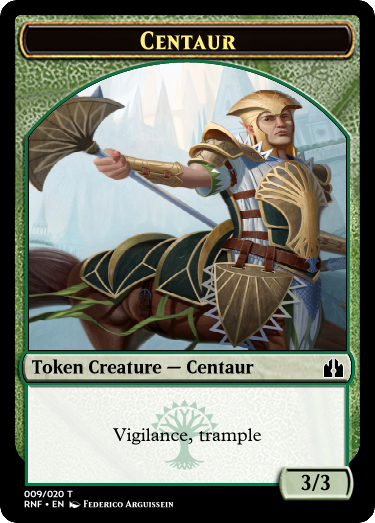 Centaur
Token Creature — Centaur
Vigilance, trample
3/3
009/020 T
RNF • EN Federico Arguissein